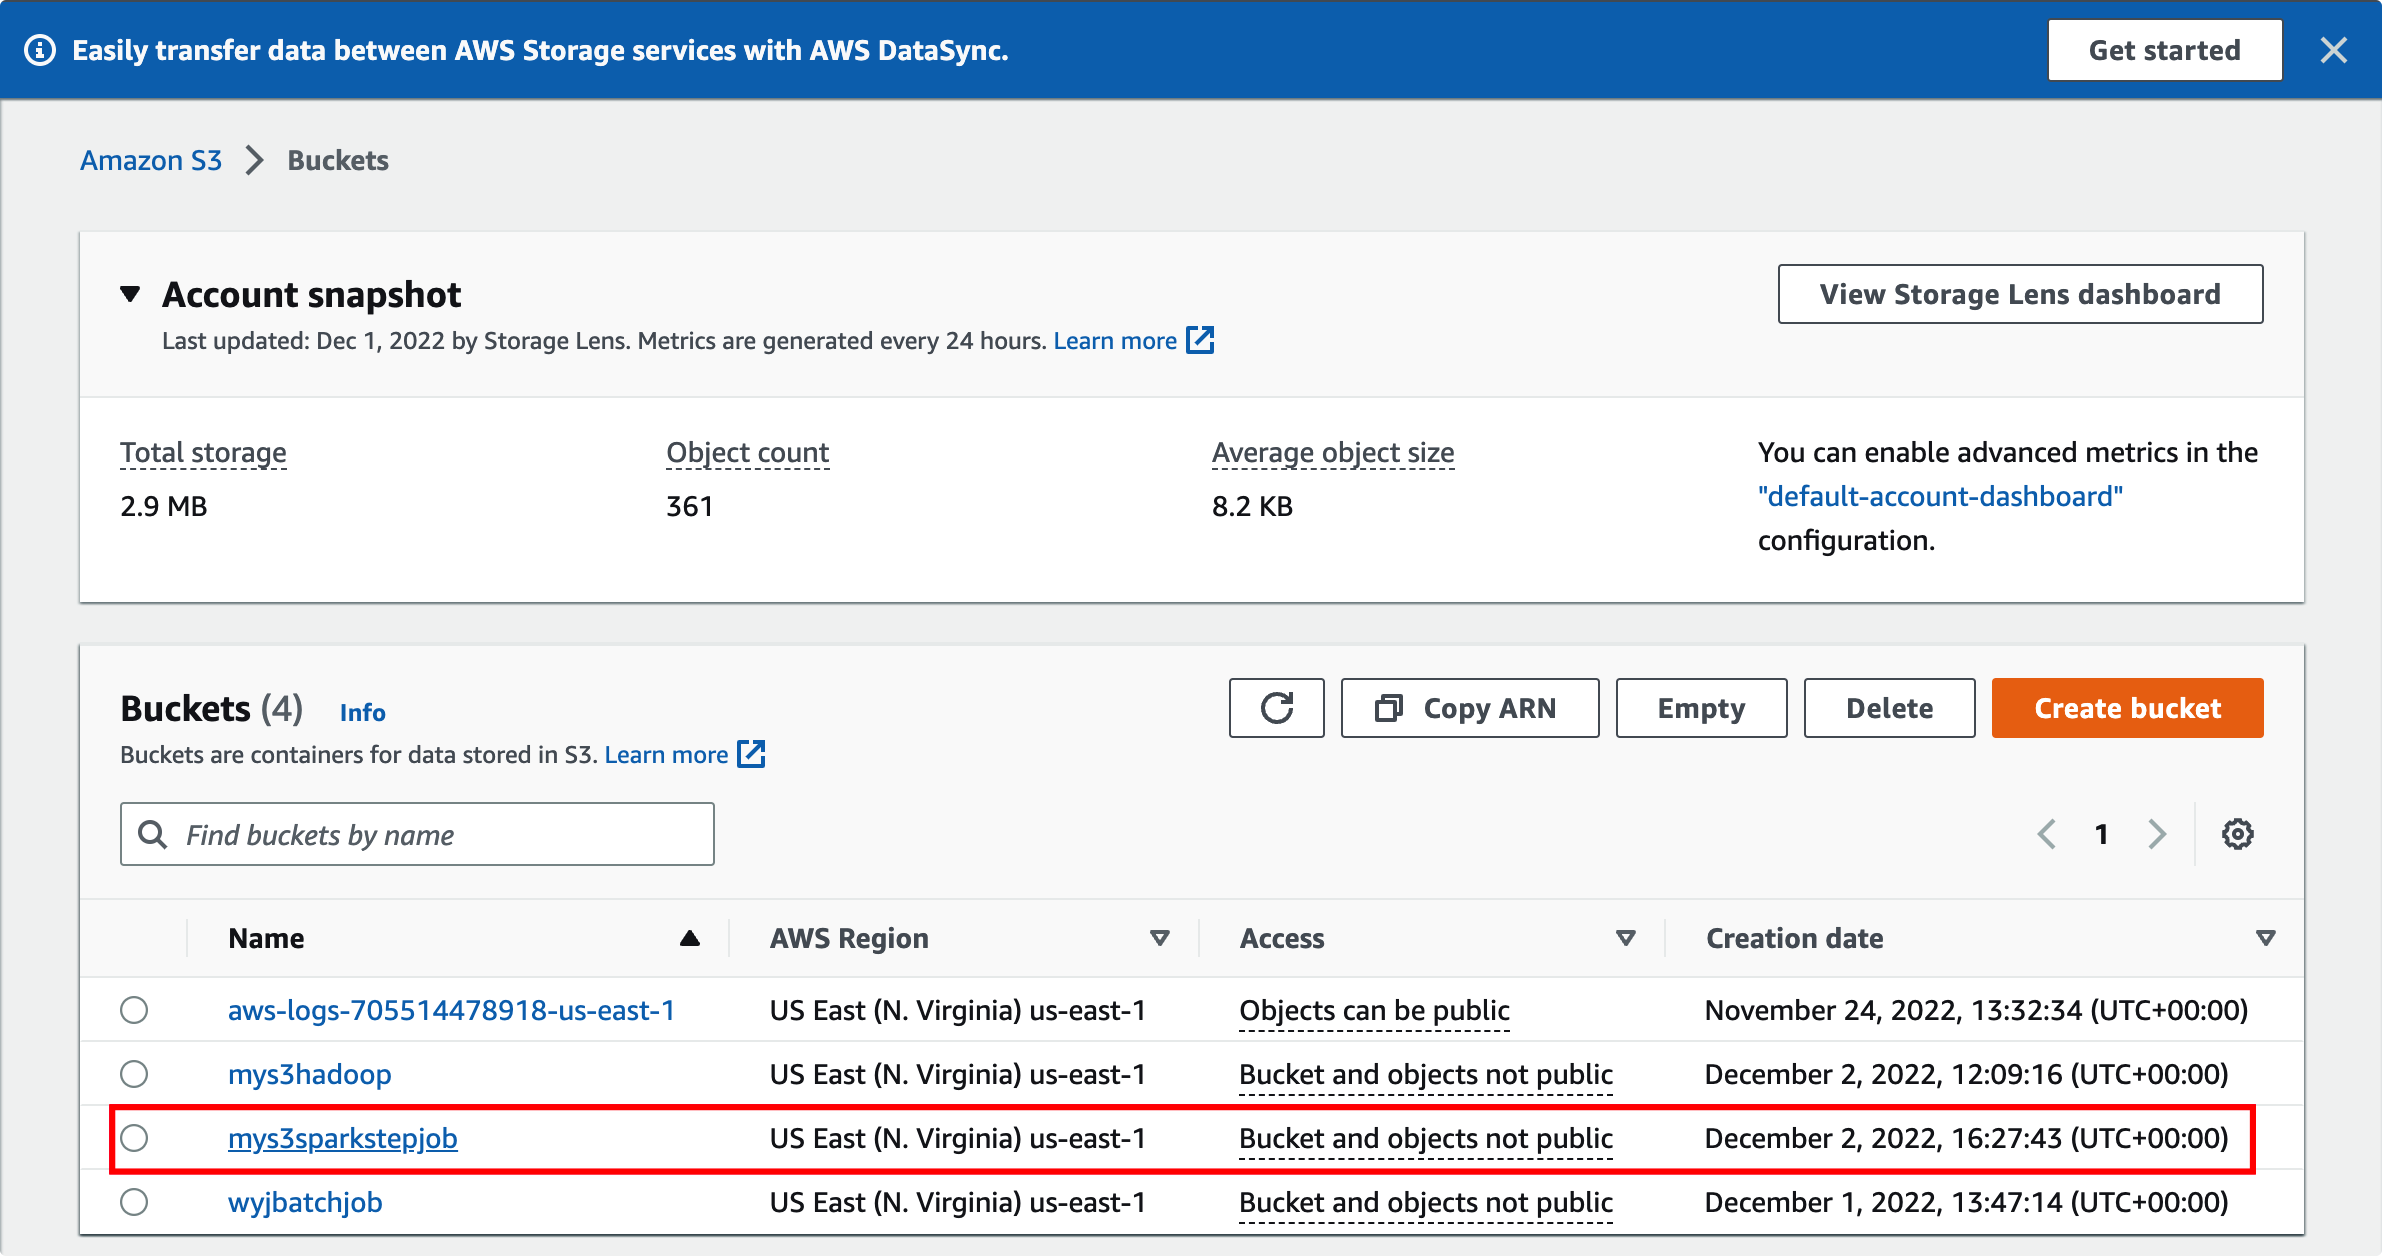 Easily transfer data between AWS Storage services with AWS DataSync.
Get started
Amazon S3 > Buckets
Account snapshot
View Storage Lens dashboard
Last updated: Dec 1, 2022 by Storage Lens. Metrics are generated every 24 hours. Learn more
Total storage
2.9 MB
Object count
361
Average object size
8.2 KB
You can enable advanced metrics in the
"default-account-dashboard"
configuration.
Buckets (4) Info
Copy ARN
Empty
Delete
Create bucket
Buckets are containers for data stored in S3. Learn more
Find buckets by name
1
Name AWS Region Access Creation date
aws-logs-705514478918-us-east-1 US East (N. Virginia) us-east-1 Objects can be public November 24, 2022, 13:32:34 (UTC+00:00)
mys3hadoop US East (N. Virginia) us-east-1 Bucket and objects not public December 2, 2022, 12:09:16 (UTC+00:00)
mys3sparkstepjob US East (N. Virginia) us-east-1 Bucket and objects not public December 2, 2022, 16:27:43 (UTC+00:00)
wyjbatchjob US East (N. Virginia) us-east-1 Bucket and objects not public December 1, 2022, 13:47:14 (UTC+00:00)